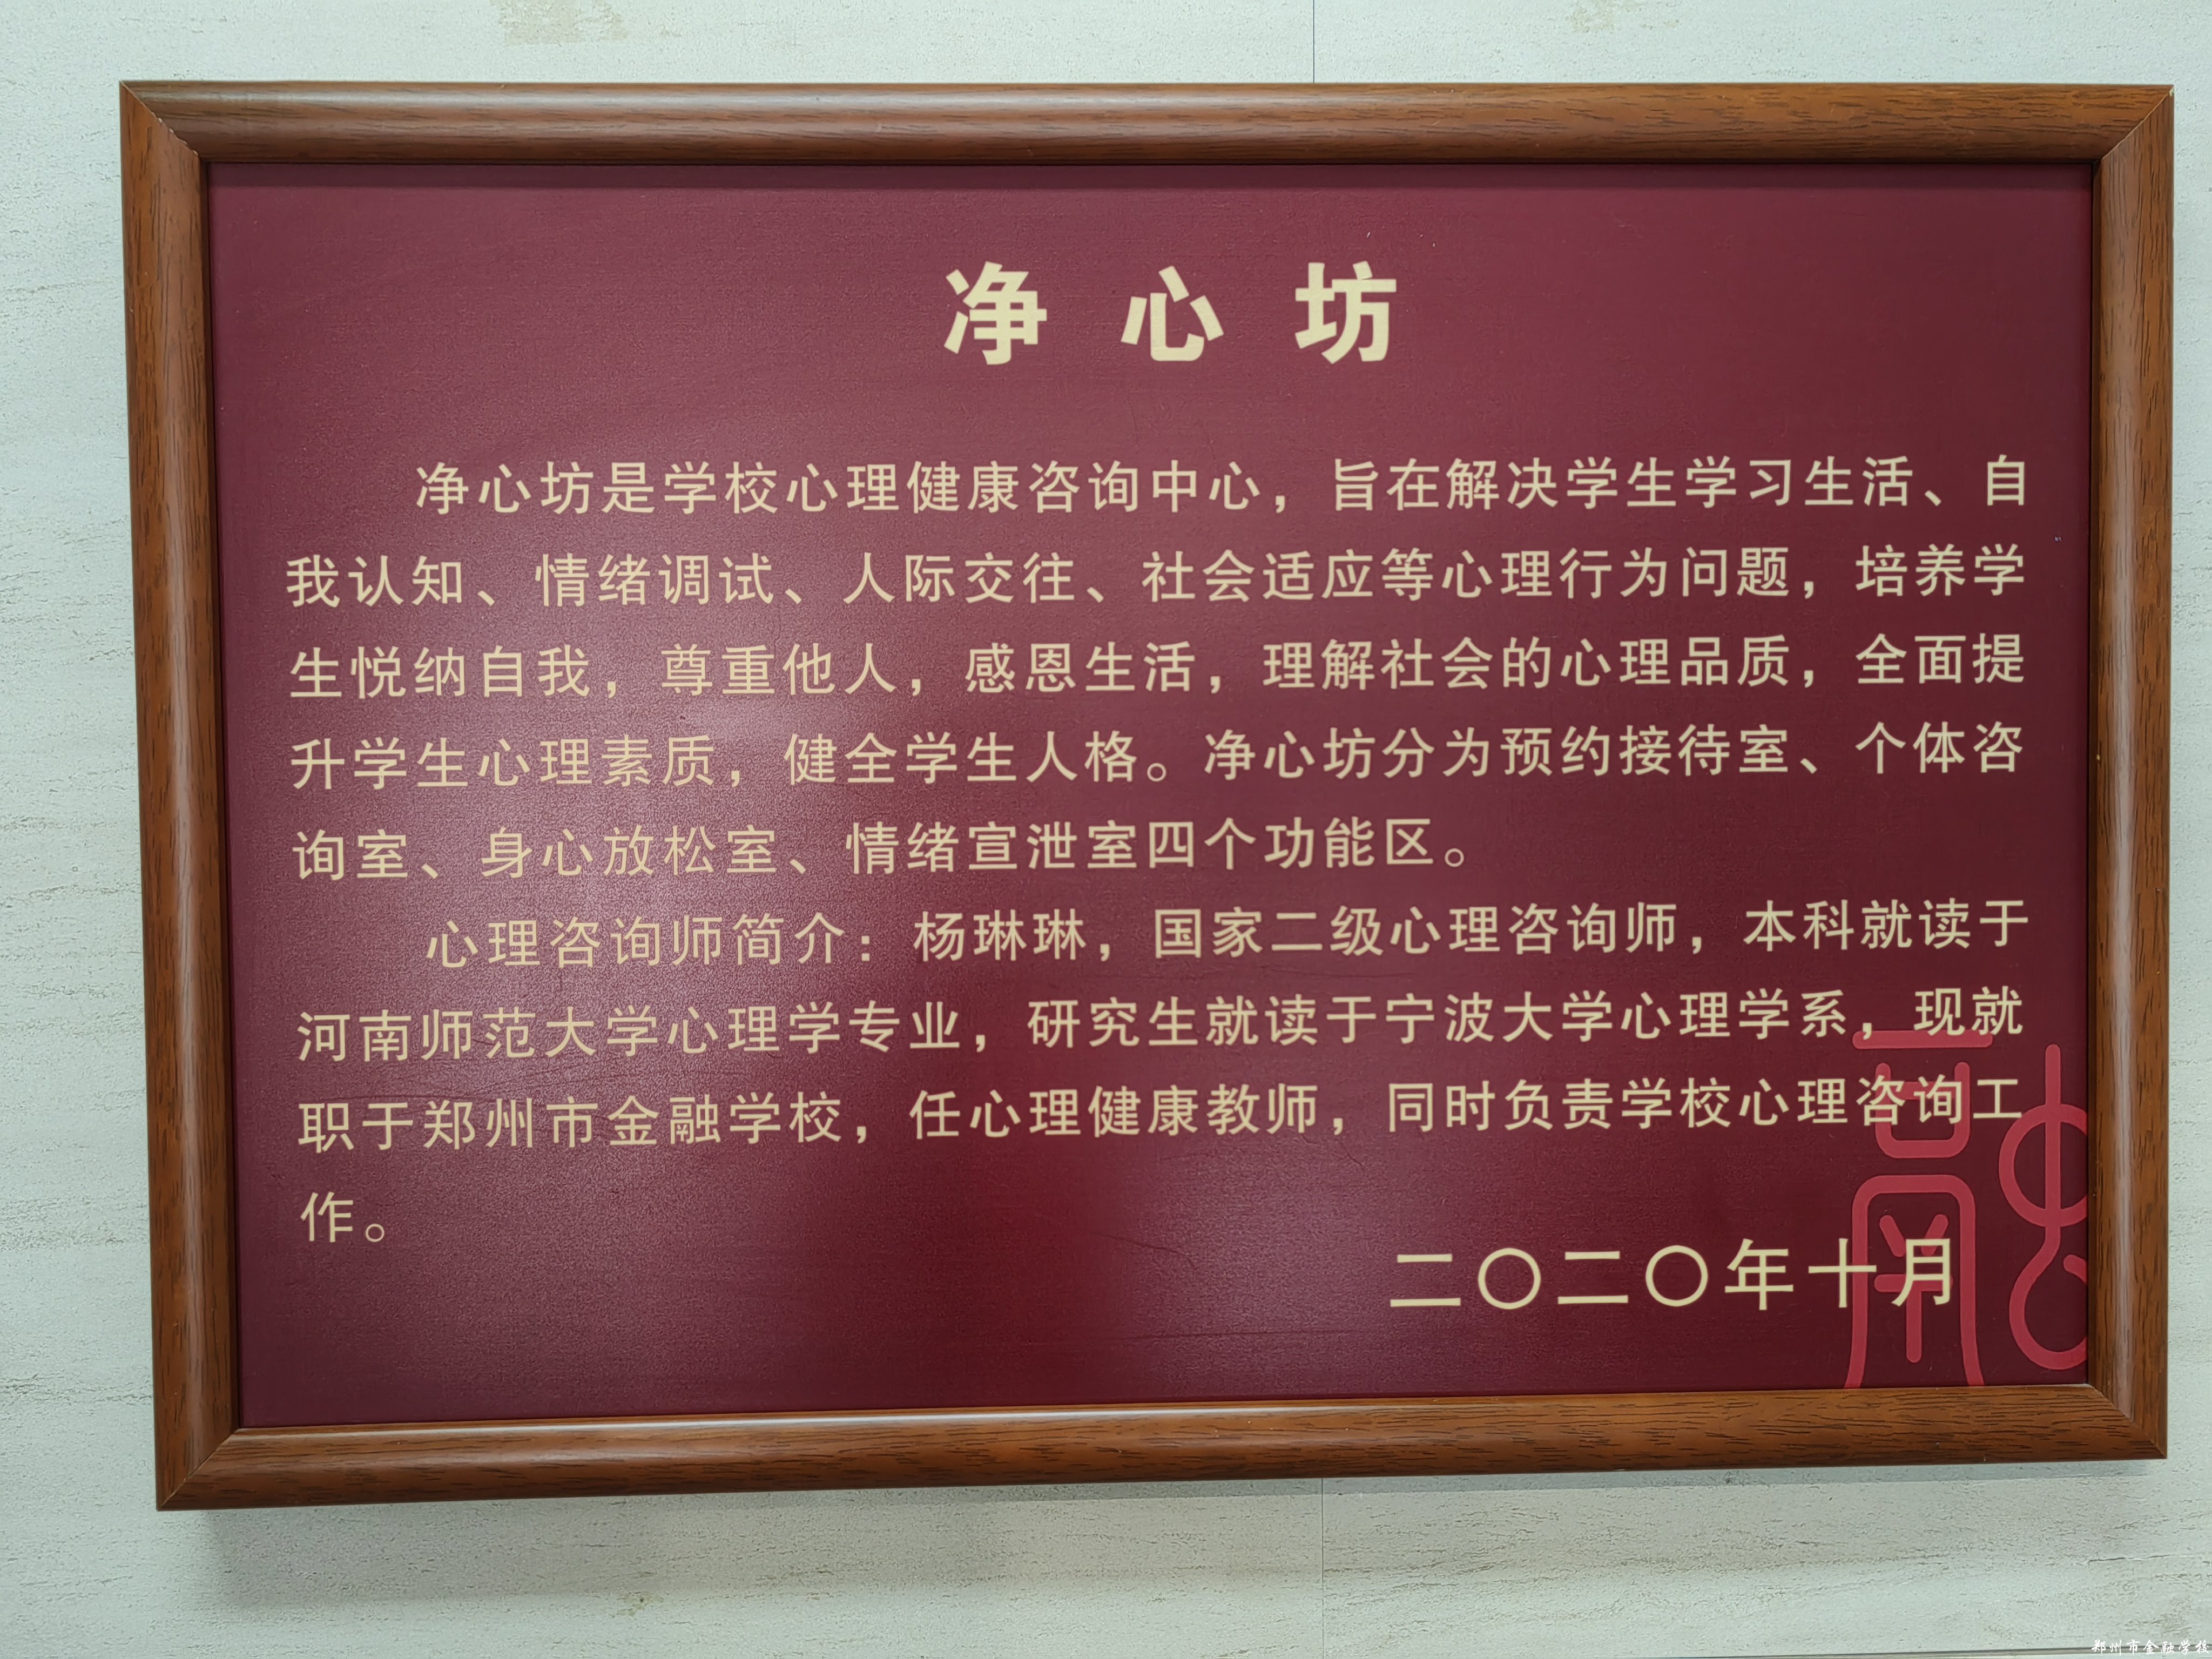 净心坊
净心坊是学校心理健康咨询中心，旨在解决学生学习生活、自
我认知、情绪调试、人际交往、社会适应等心理行为问题，培养学
生悦纳自我，尊重他人，感恩生活，理解社会的心理品质，全面提
升学生心理素质，健全学生人格。净心坊分为预约接待室、个体咨
询室、身心放松室、情绪宣泄室四个功能区。
心理咨询师简介：杨琳琳，国家二级心理咨询师，本科就读于
河南师范大学心理学专业，研究生就读于宁波大学心理学系，现就
职于郑州市金融学校，任心理健康教师，同时负责学校心理咨询工
作。
二〇二〇年十月
融
郑州市金融学校